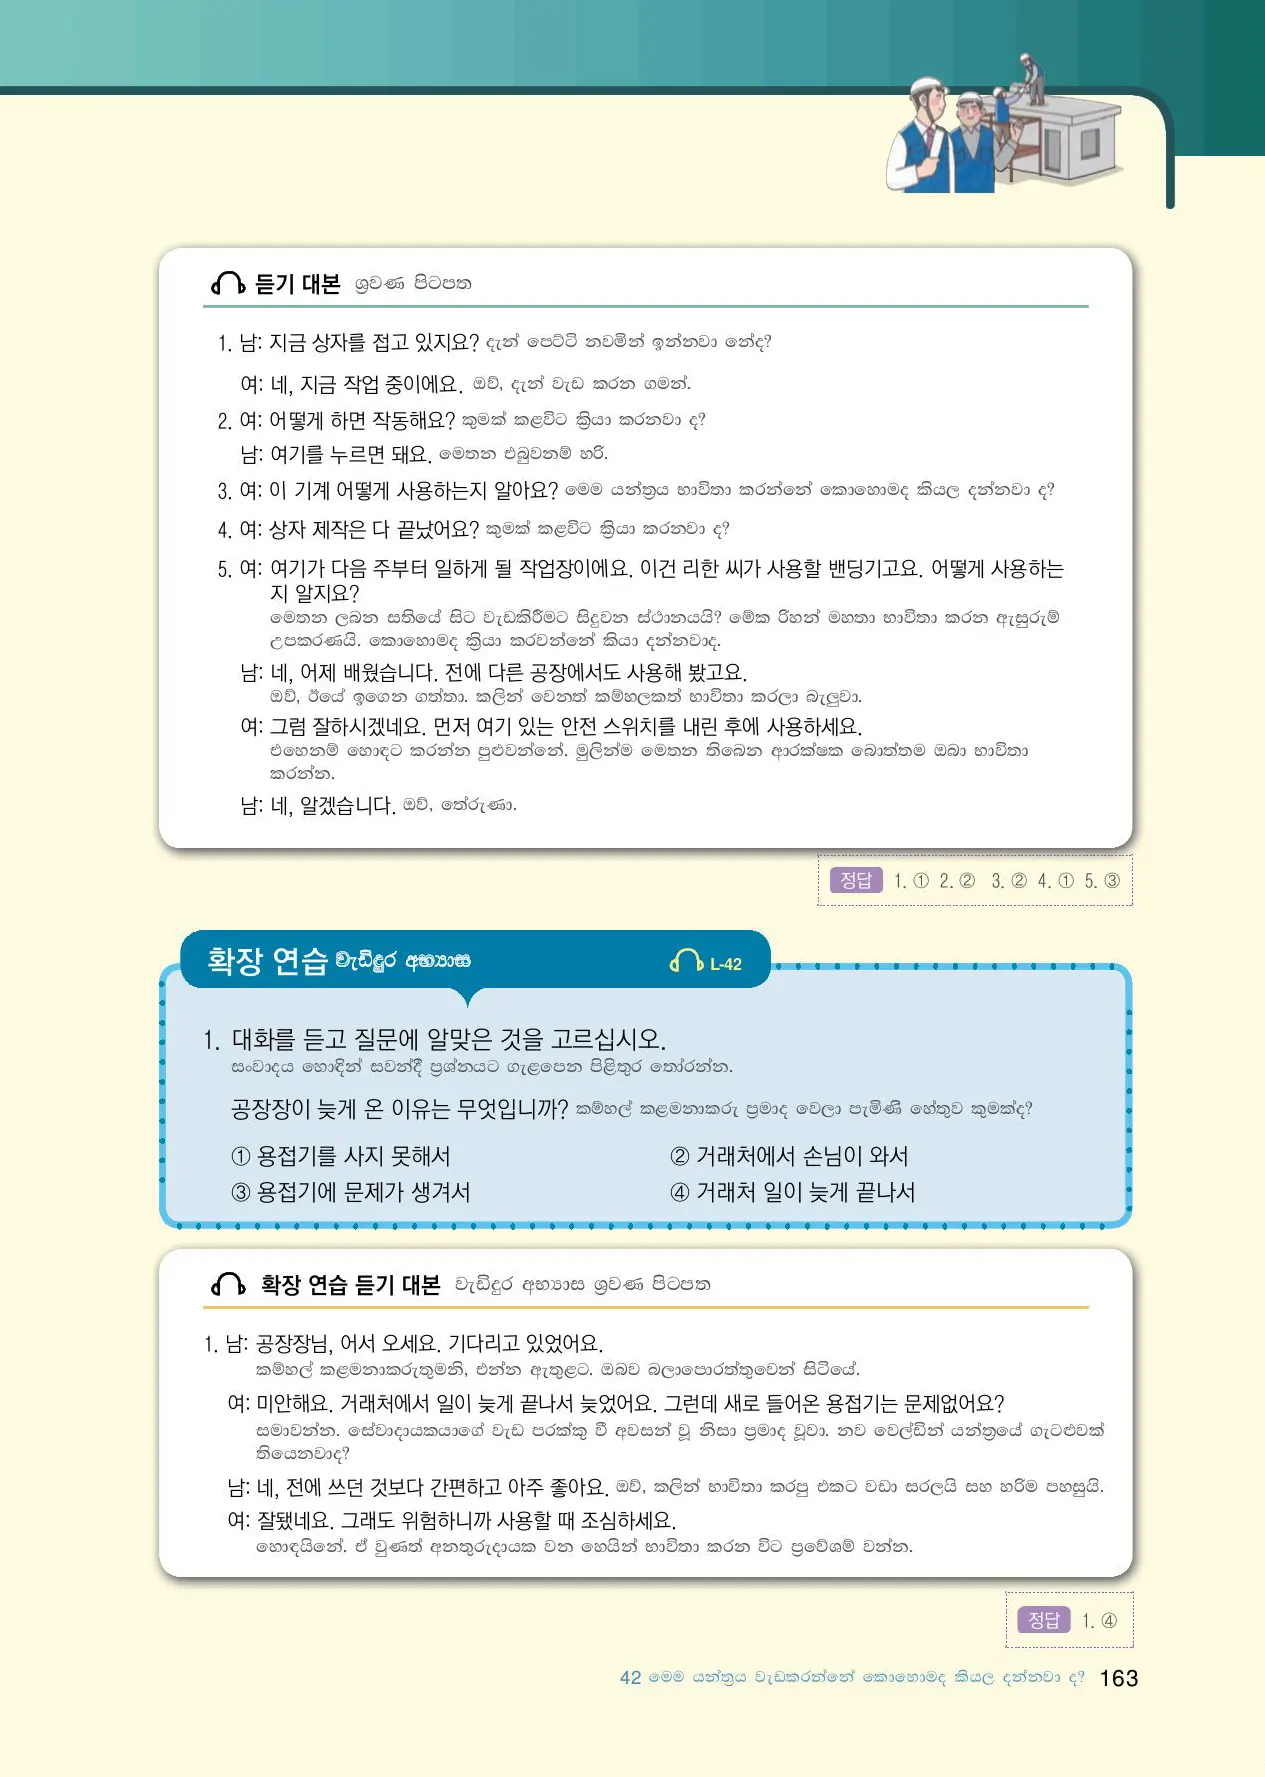 듣기 대본 ශ්‍රවණ පිටපත
1. 남: 지금 상자를 접고 있지요? දැන් පෙට්ටි නවමින් ඉන්නවා නේද?
여: 네, 지금 작업 중이에요. ඔව්, දැන් වැඩ කරන ගමන්.
2. 여: 어떻게 하면 작동해요? කුමක් කළවිට ක්‍රියා කරනවා ද?
남: 여기를 누르면 돼요. මෙතන එබුවනම් හරි.
3. 여: 이 기계 어떻게 사용하는지 알아요? මෙම යන්ත්‍රය භාවිතා කරන්නේ කොහොමද කියල දන්නවා ද?
4. 여: 상자 제작은 다 끝났어요? කුමක් කළවිට ක්‍රියා කරනවා ද?
5. 여: 여기가 다음 주부터 일하게 될 작업장이에요. 이건 리한 씨가 사용할 밴딩기고요. 어떻게 사용하는
지 알지요?
මෙතන ලබන සතියේ සිට වැඩකිරීමට සිදුවන ස්ථානයයි? මේක රිහන් මහතා භාවිතා කරන ඇසුරුම්
උපකරණයි. කොහොමද ක්‍රියා කරවන්නේ කියා දන්නවාද.
남: 네, 어제 배웠습니다. 전에 다른 공장에서도 사용해 봤고요.
ඔව්, ඊයේ ඉගෙන ගත්තා. කලින් වෙනත් කම්හලකත් භාවිතා කරලා බැලුවා.
여: 그럼 잘하시겠네요. 먼저 여기 있는 안전 스위치를 내린 후에 사용하세요.
එහෙනම් හොඳට කරන්න පුළුවන්නේ. මුලින්ම මෙතන තිබෙන ආරක්ෂක බොත්තම ඔබා භාවිතා
කරන්න.
남: 네, 알겠습니다. ඔව්, තේරුණා.
정답 1. ① 2. ② 3. ② 4. ① 5. ③
확장 연습 වැඩිදුර අභ්‍යාස L-42
1. 대화를 듣고 질문에 알맞은 것을 고르십시오.
සංවාදය හොඳින් සවන්දී ප්‍රශ්නයට ගැළපෙන පිළිතුර තෝරන්න.
공장장이 늦게 온 이유는 무엇입니까? කම්හල් කළමනාකරු ප්‍රමාද වෙලා පැමිණි හේතුව කුමක්ද?
① 용접기를 사지 못해서 ② 거래처에서 손님이 와서
③ 용접기에 문제가 생겨서 ④ 거래처 일이 늦게 끝나서
확장 연습 듣기 대본 වැඩිදුර අභ්‍යාස ශ්‍රවණ පිටපත
1. 남: 공장장님, 어서 오세요. 기다리고 있었어요.
කම්හල් කළමනාකරුතුමනි, එන්න ඇතුළට. ඔබව බලාපොරත්තුවෙන් සිටියේ.
여: 미안해요. 거래처에서 일이 늦게 끝나서 늦었어요. 그런데 새로 들어온 용접기는 문제없어요?
සමාවන්න. සේවාදායකයාගේ වැඩ පරක්කු වී අවසන් වූ නිසා ප්‍රමාද වූවා. නව වෙල්ඩින් යන්ත්‍රයේ ගැටළුවක්
තියෙනවාද?
남: 네, 전에 쓰던 것보다 간편하고 아주 좋아요. ඔව්, කලින් භාවිතා කරපු එකට වඩා සරලයි සහ හරිම පහසුයි.
여: 잘됐네요. 그래도 위험하니까 사용할 때 조심하세요.
හොඳයිනේ. ඒ වුණත් අනතුරුදායක වන හෙයින් භාවිතා කරන විට ප්‍රවේශම් වන්න.
정답 1. ④
42 මෙම යන්ත්‍රය වැඩකරන්නේ කොහොමද කියල දන්නවා ද? 163